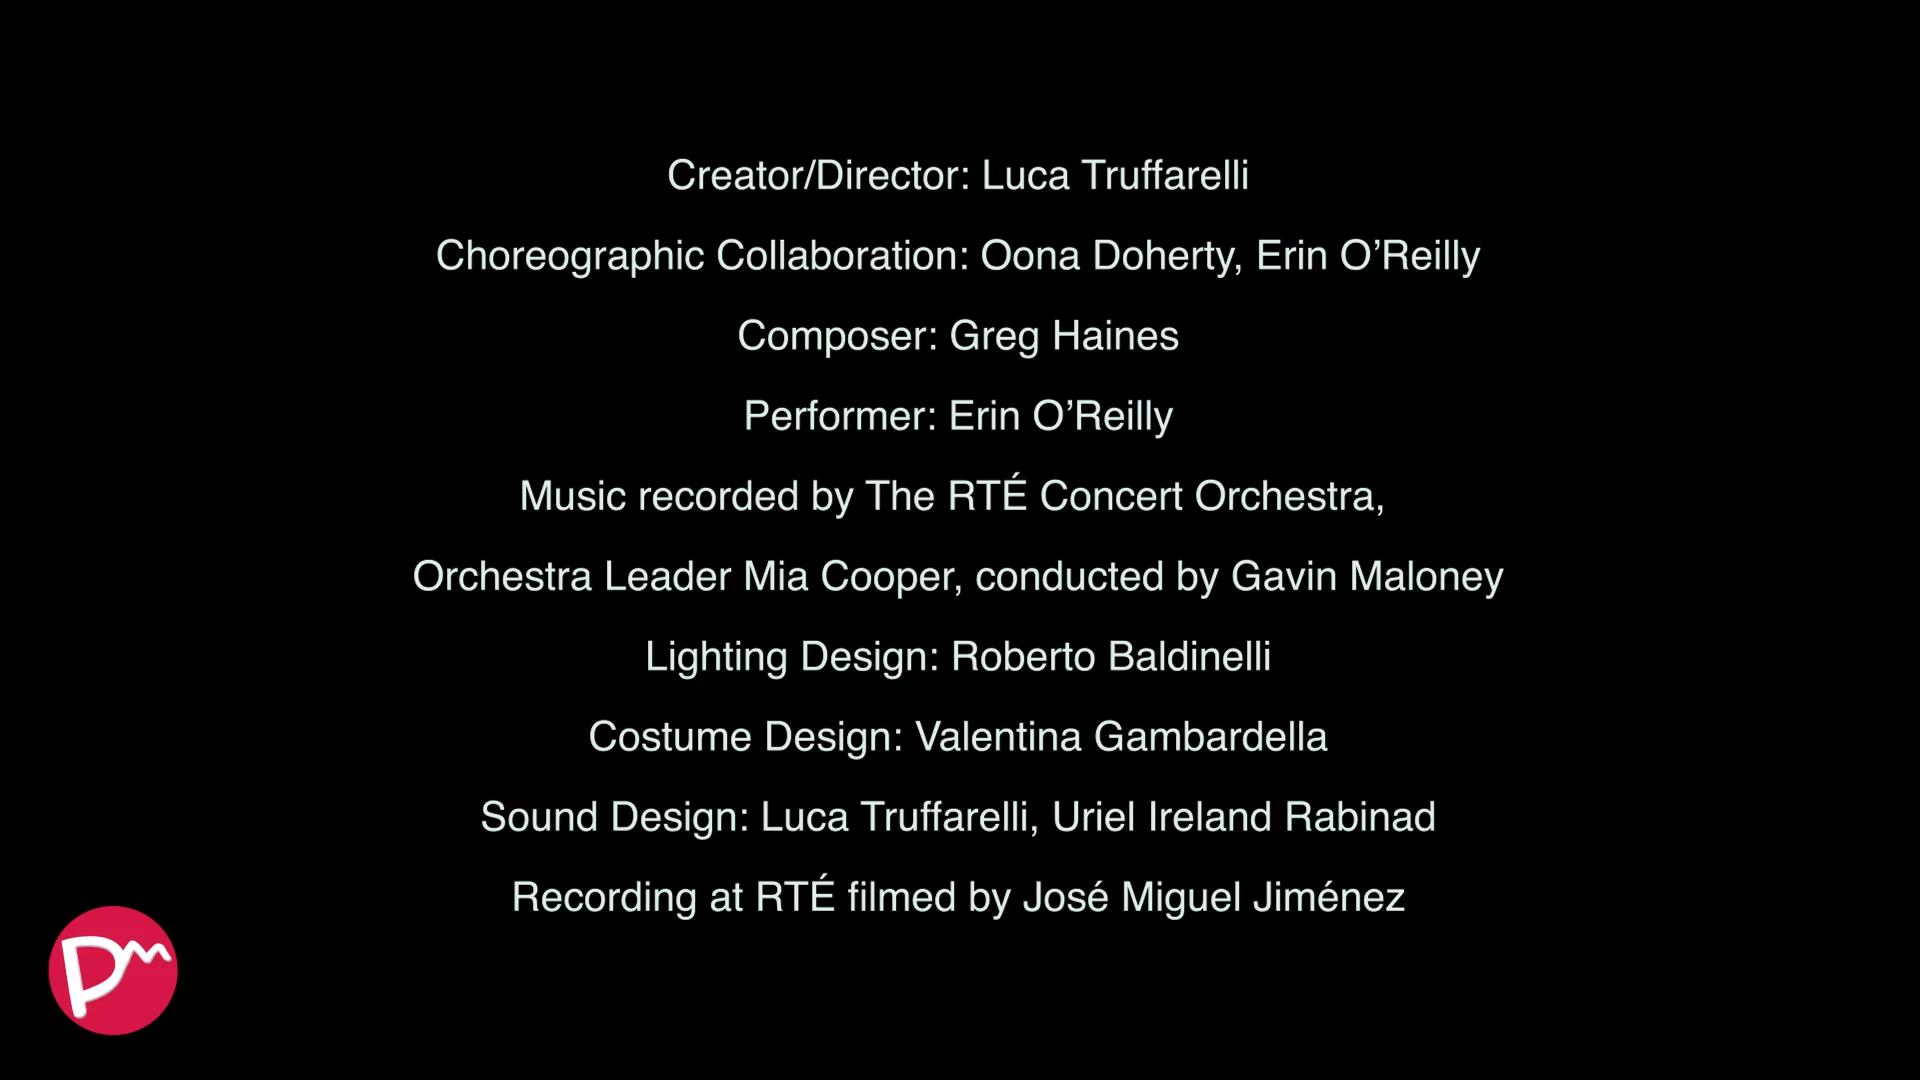 Creator/Director: Luca Truffarelli
Choreographic Collaboration: Oona Doherty, Erin O’Reilly
Composer: Greg Haines
Performer: Erin O’Reilly
Music recorded by The RTÉ Concert Orchestra,
Orchestra Leader Mia Cooper, conducted by Gavin Maloney
Lighting Design: Roberto Baldinelli
Costume Design: Valentina Gambardella
Sound Design: Luca Truffarelli, Uriel Ireland Rabinad
Recording at RTÉ filmed by José Miguel Jiménez
Pm